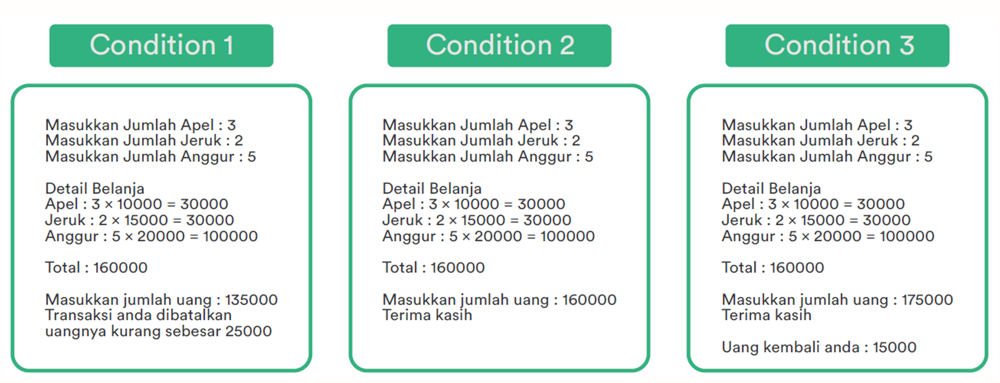 Condition 1
Masukkan Jumlah Apel : 3
Masukkan Jumlah Jeruk : 2
Masukkan Jumlah Anggur : 5
Detail Belanja
Apel : 3 × 10000 = 30000
Jeruk : 2 × 15000 = 30000
Anggur : 5 × 20000 = 100000
Total : 160000
Masukkan jumlah uang : 135000
Transaksi anda dibatalkan
uangnya kurang sebesar 25000
Condition 2
Masukkan Jumlah Apel : 3
Masukkan Jumlah Jeruk : 2
Masukkan Jumlah Anggur : 5
Detail Belanja
Apel : 3 × 10000 = 30000
Jeruk : 2 × 15000 = 30000
Anggur : 5 × 20000 = 100000
Total : 160000
Masukkan jumlah uang : 160000
Terima kasih
Condition 3
Masukkan Jumlah Apel : 3
Masukkan Jumlah Jeruk : 2
Masukkan Jumlah Anggur : 5
Detail Belanja
Apel : 3 × 10000 = 30000
Jeruk : 2 × 15000 = 30000
Anggur : 5 × 20000 = 100000
Total : 160000
Masukkan jumlah uang : 175000
Terima kasih
Uang kembali anda : 15000